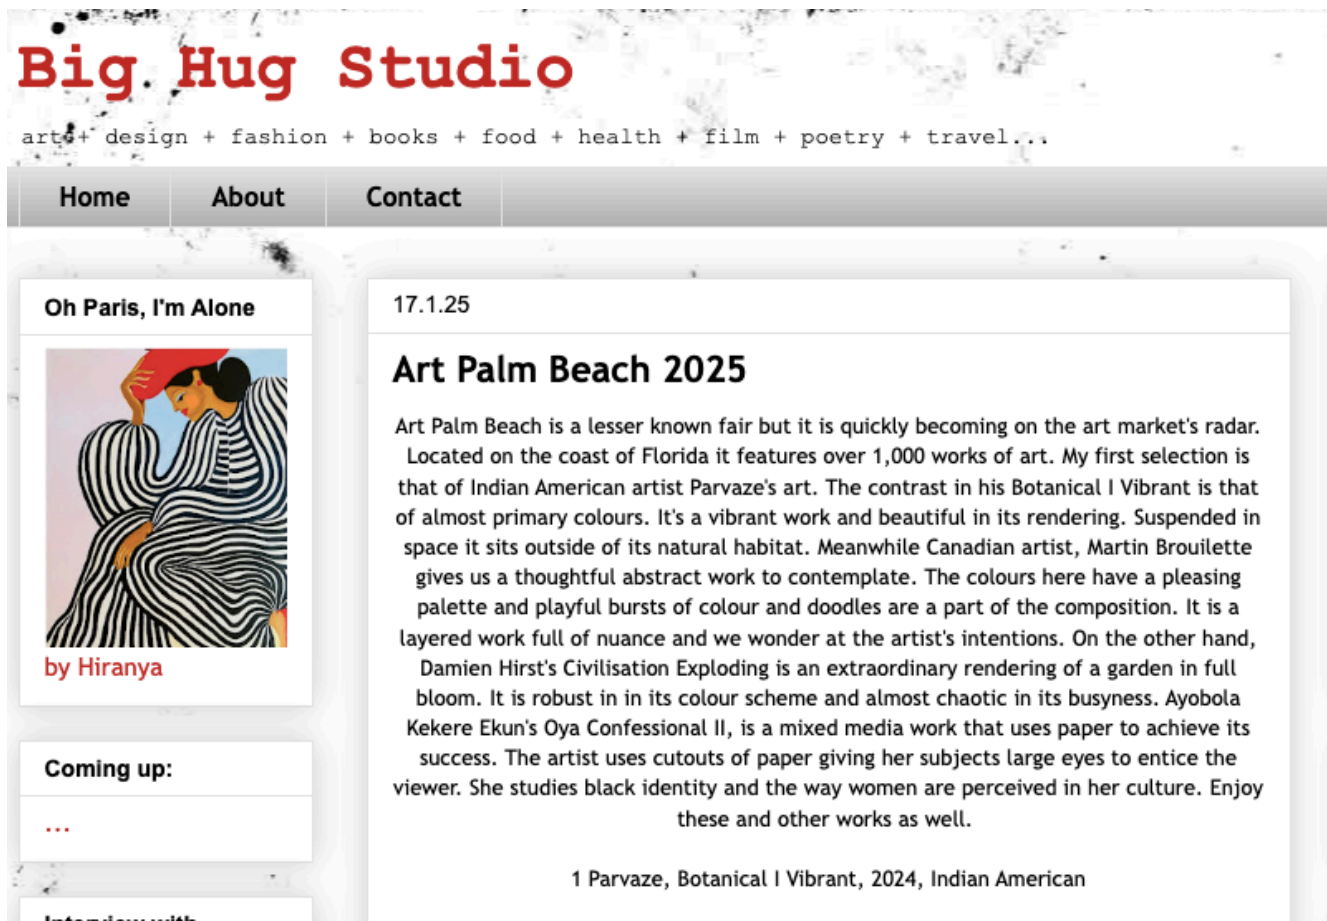 Big Hug Studio
art + design + fashion + books + food + health + film + poetry + travel...
Home About Contact
Oh Paris, I'm Alone
by Hiranya
Coming up:
...
Interview with
17.1.25
Art Palm Beach 2025
Art Palm Beach is a lesser known fair but it is quickly becoming on the art market's radar.
Located on the coast of Florida it features over 1,000 works of art. My first selection is
that of Indian American artist Parvaze's art. The contrast in his Botanical I Vibrant is that
of almost primary colours. It's a vibrant work and beautiful in its rendering. Suspended in
space it sits outside of its natural habitat. Meanwhile Canadian artist, Martin Brouilette
gives us a thoughtful abstract work to contemplate. The colours here have a pleasing
palette and playful bursts of colour and doodles are a part of the composition. It is a
layered work full of nuance and we wonder at the artist's intentions. On the other hand,
Damien Hirst's Civilisation Exploding is an extraordinary rendering of a garden in full
bloom. It is robust in in its colour scheme and almost chaotic in its busyness. Ayobola
Kekere Ekun's Oya Confessional II, is a mixed media work that uses paper to achieve its
success. The artist uses cutouts of paper giving her subjects large eyes to entice the
viewer. She studies black identity and the way women are perceived in her culture. Enjoy
these and other works as well.
1 Parvaze, Botanical I Vibrant, 2024, Indian American